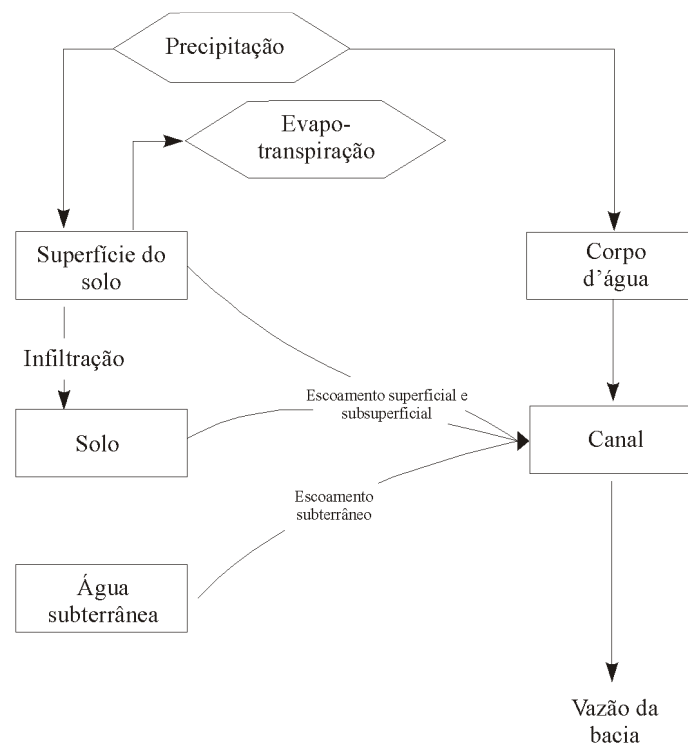 Precipitação
Evapo-
transpiração
Superfície do
solo
Corpo
d'água
Infiltração
Escoamento superficial e
subsuperficial
Solo
Canal
Escoamento
subterrâneo
Água
subterrânea
Vazão da
bacia